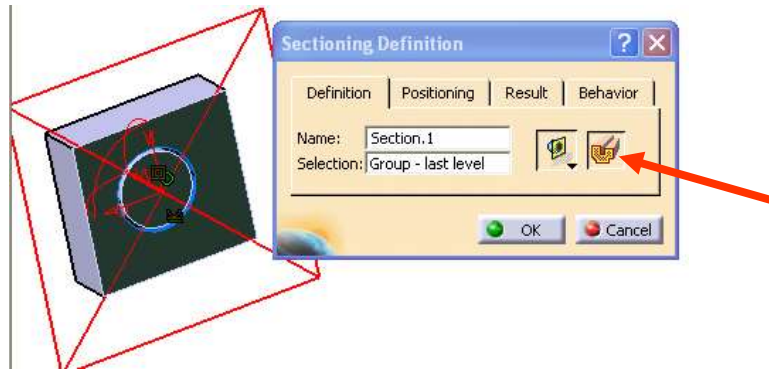 Sectioning Definition
Definition Positioning Result Behavior
Name: Section.1
Selection: Group - last level
OK Cancel